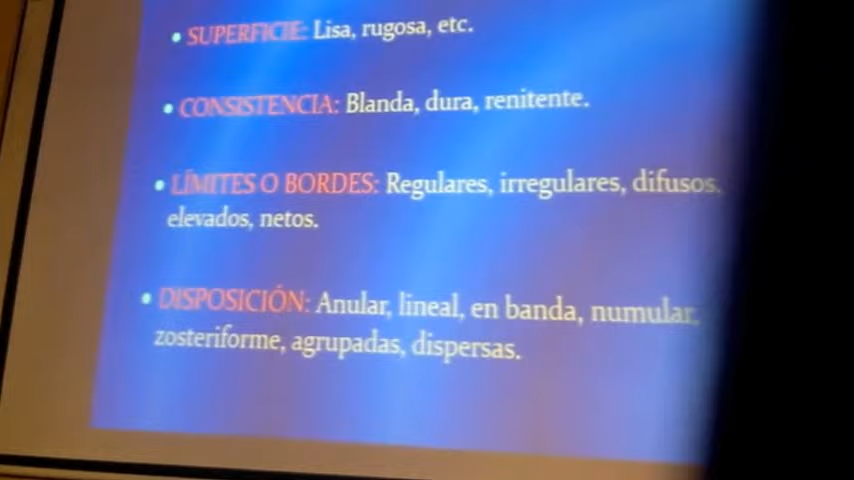 • SUPERFICIE: Lisa, rugosa, etc.
• CONSISTENCIA: Blanda, dura, renitente.
• LÍMITES O BORDES: Regulares, irregulares, difusos,
elevados, netos.
• DISPOSICIÓN: Anular, lineal, en banda, numular,
zosteriforme, agrupadas, dispersas.